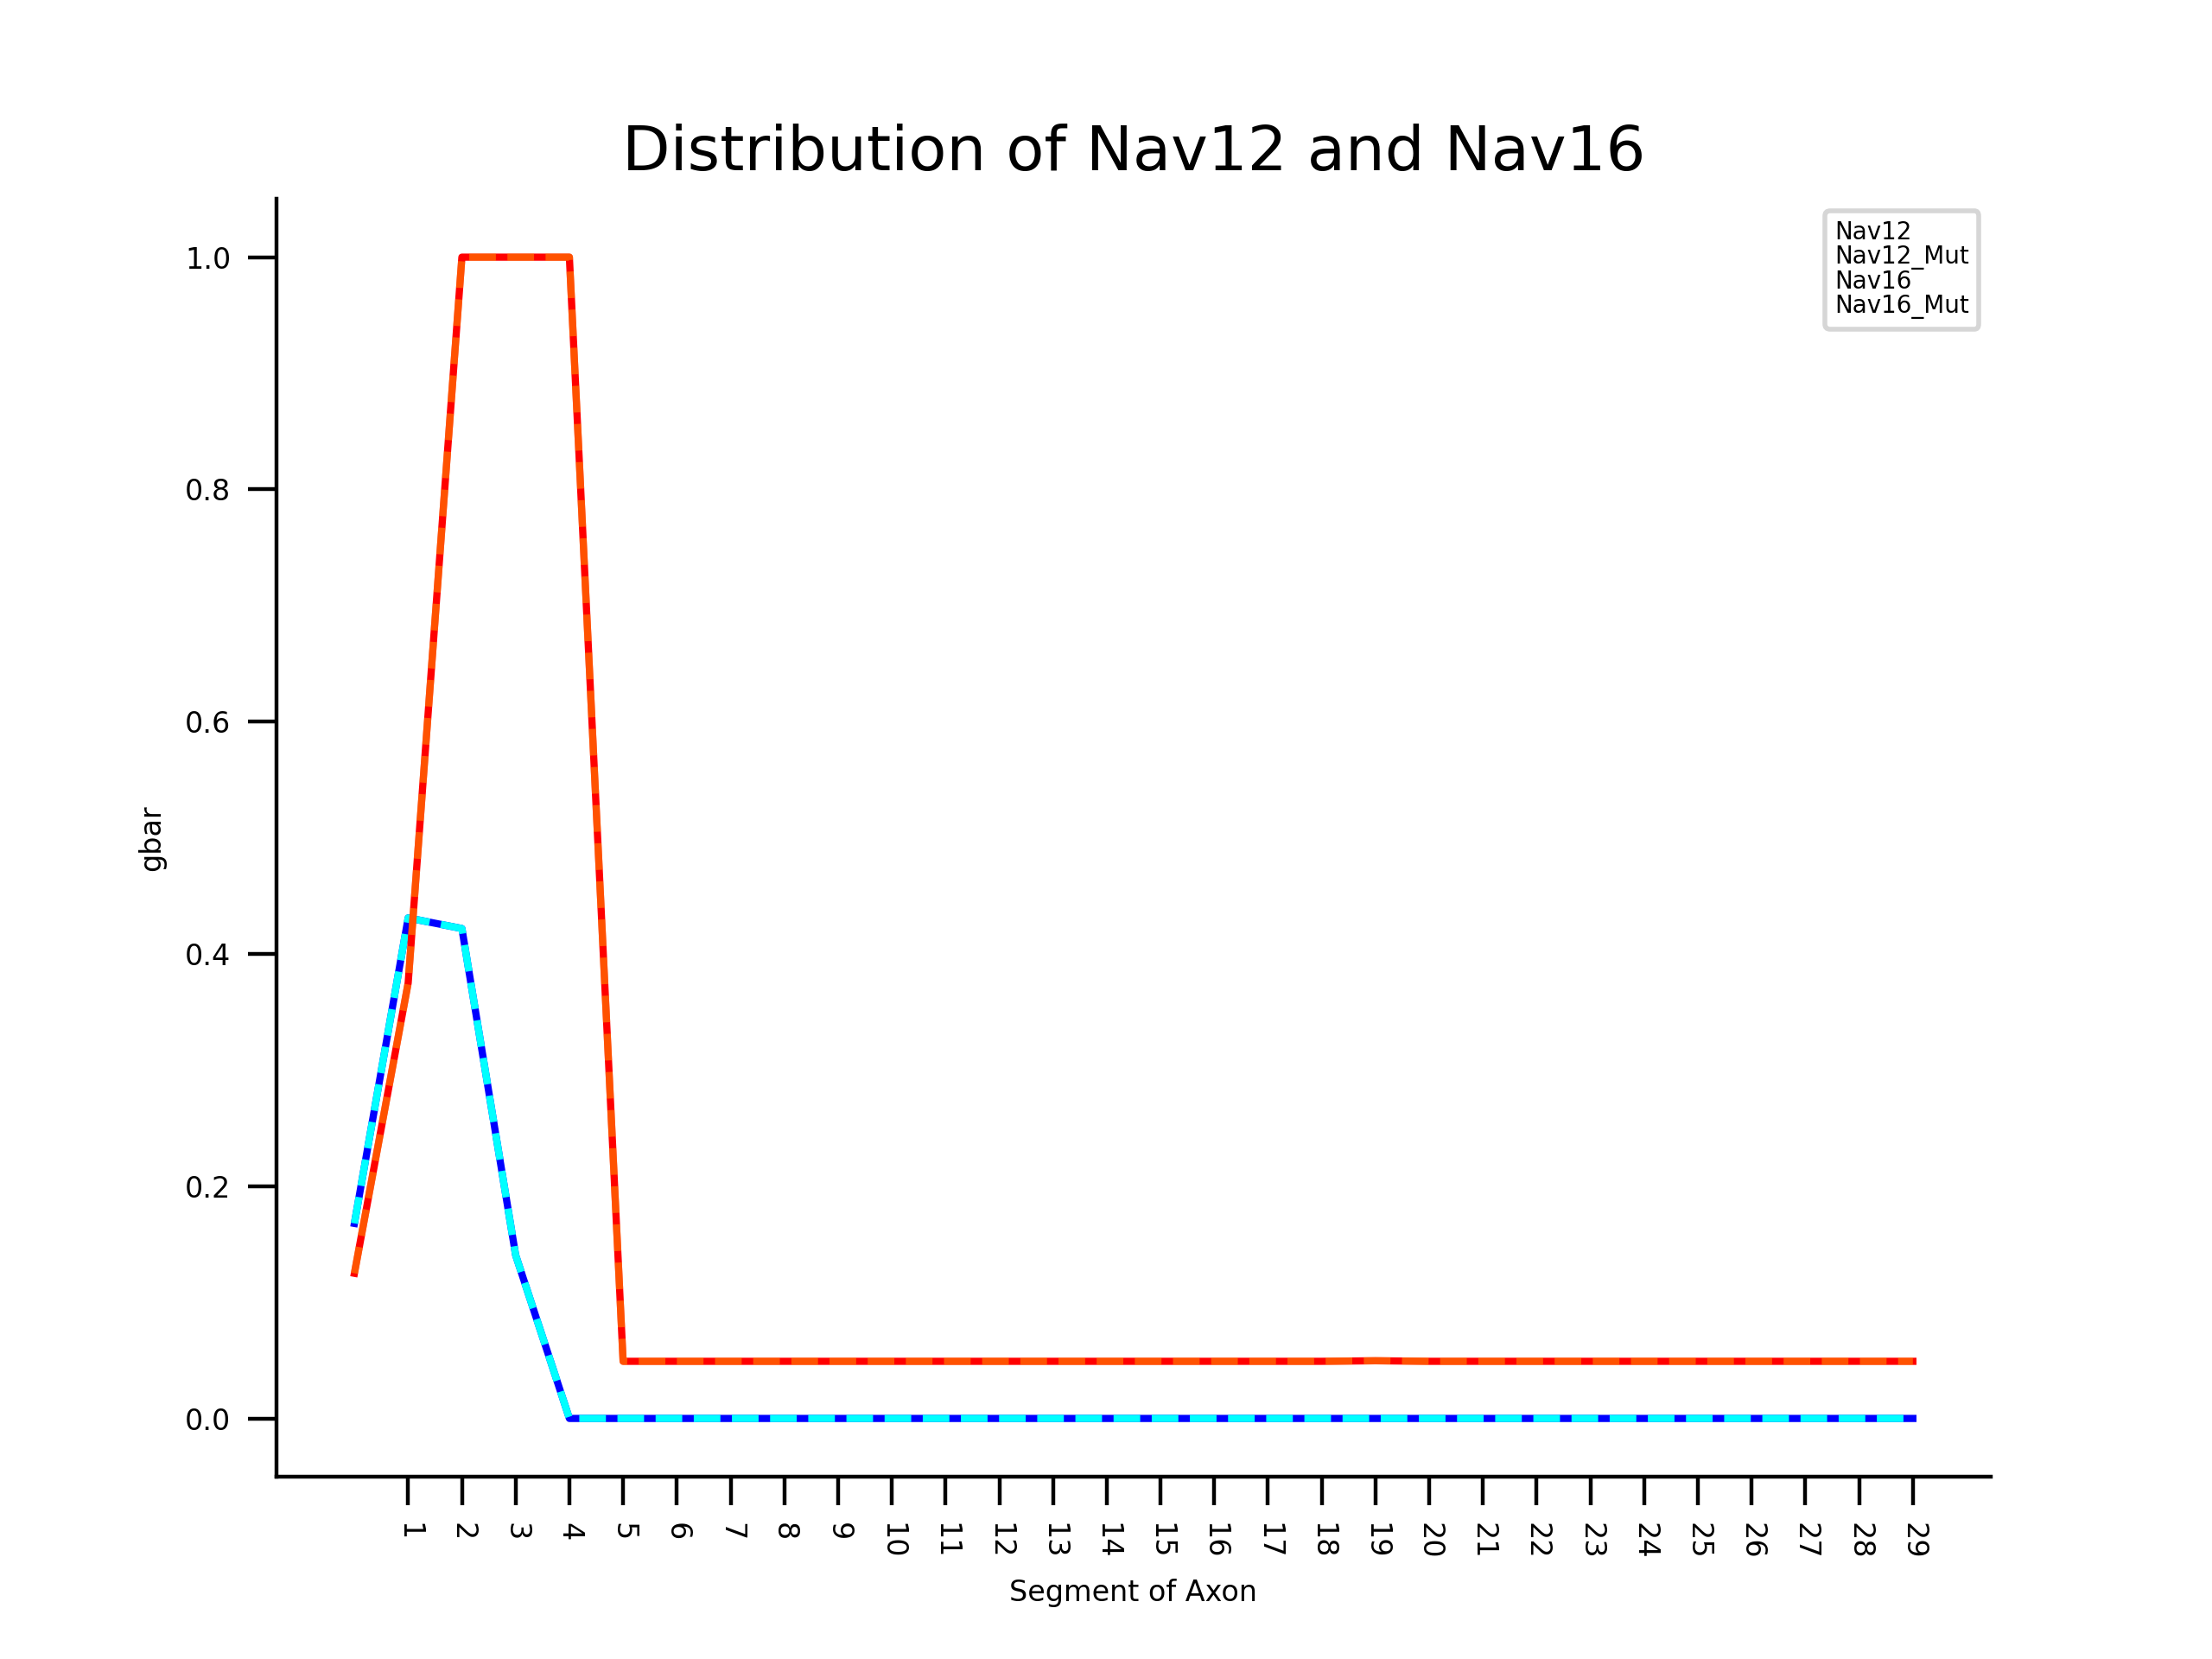 Distribution of Nav12 and Nav16
Nav12
Nav12_Mut
Nav16
Nav16_Mut
1.0
0.8
0.6
0.4
0.2
0.0
gbar
1 2 3 4 5 6 7 8 9 10 11 12 13 14 15 16 17 18 19 20 21 22 23 24 25 26 27 28 29
Segment of Axon